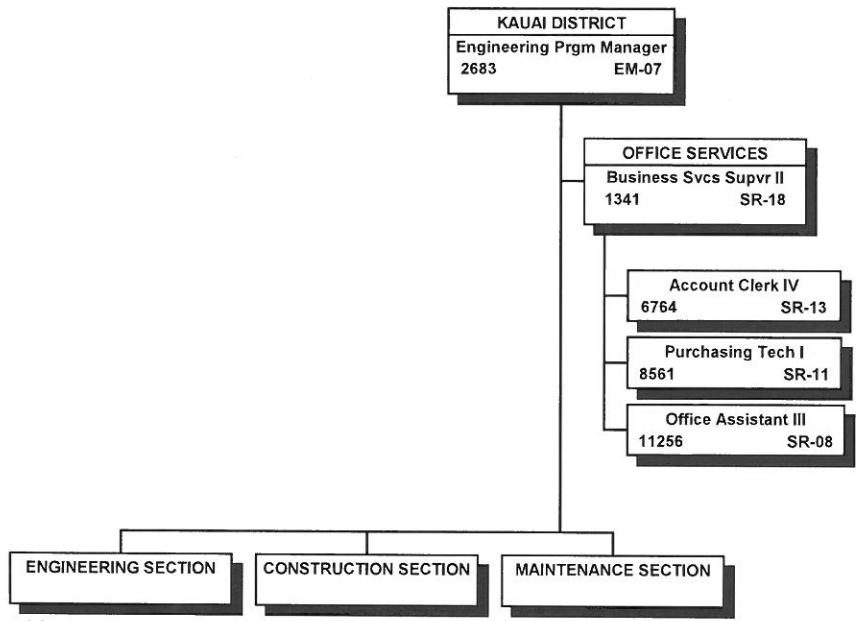 KAUAI DISTRICT
Engineering Prgm Manager
2683 EM-07
OFFICE SERVICES
Business Svcs Supvr II
1341 SR-18
Account Clerk IV
6764 SR-13
Purchasing Tech I
8561 SR-11
Office Assistant III
11256 SR-08
ENGINEERING SECTION
CONSTRUCTION SECTION
MAINTENANCE SECTION